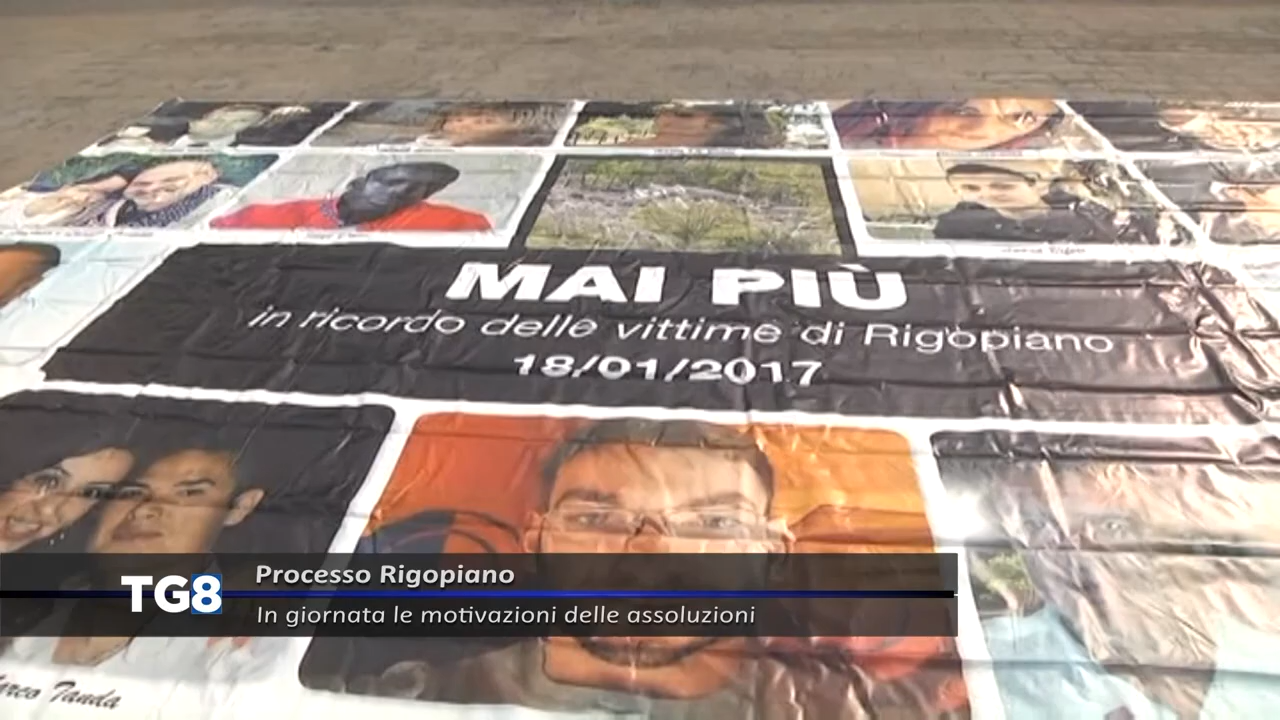 MAI PIÙ
in ricordo delle vittime di Rigopiano
18/01/2017
TG8
Processo Rigopiano
In giornata le motivazioni delle assoluzioni
Tanda